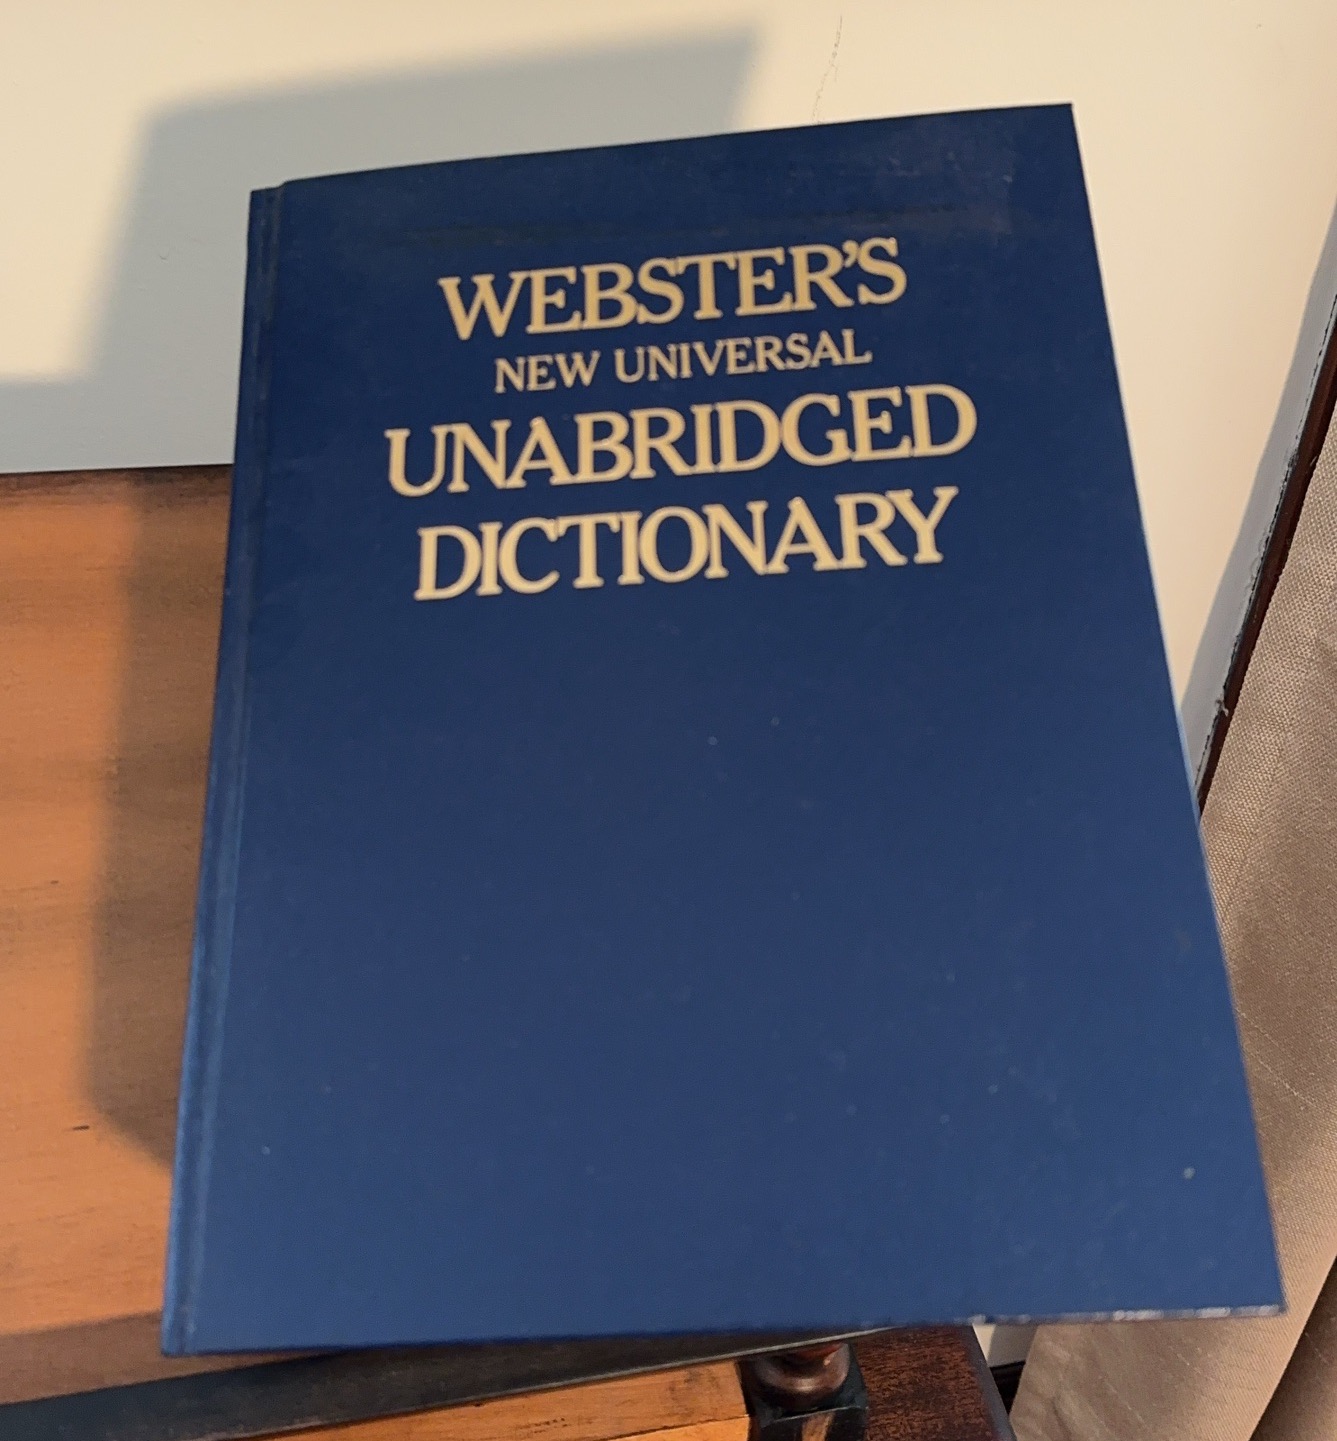 WEBSTER'S
NEW UNIVERSAL
UNABRIDGED
DICTIONARY